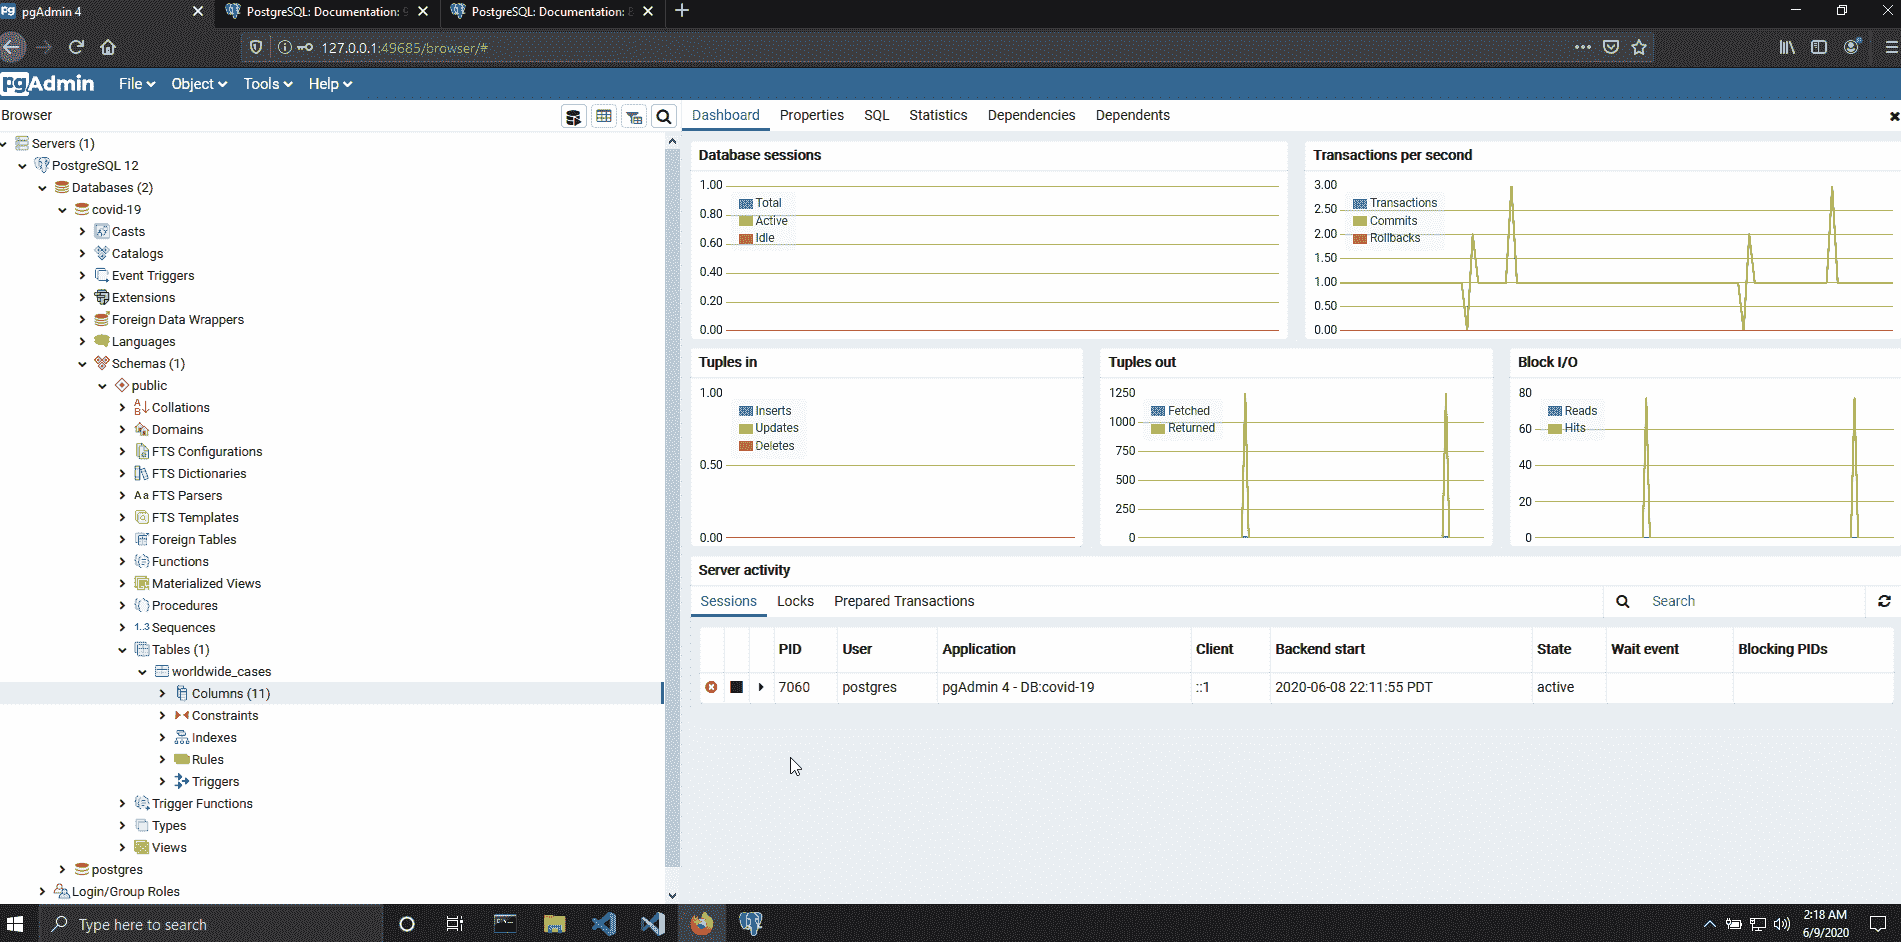 pgAdmin 4
PostgreSQL: Documentation: 9
PostgreSQL: Documentation: 8
127.0.0.1:49685/browser/#
pgAdmin File Object Tools Help
Browser
Servers (1)
PostgreSQL 12
Databases (2)
covid-19
Casts
Catalogs
Event Triggers
Extensions
Foreign Data Wrappers
Languages
Schemas (1)
public
Collations
Domains
FTS Configurations
FTS Dictionaries
FTS Parsers
FTS Templates
Foreign Tables
Functions
Materialized Views
Procedures
1..3 Sequences
Tables (1)
worldwide_cases
Columns (11)
Constraints
Indexes
Rules
Triggers
Trigger Functions
Types
Views
postgres
Login/Group Roles
Dashboard Properties SQL Statistics Dependencies Dependents
Database sessions
1.00
0.80
0.60
0.40
0.20
0.00
Total
Active
Idle
Transactions per second
3.00
2.50
2.00
1.50
1.00
0.50
0.00
Transactions
Commits
Rollbacks
Tuples in
1.00
0.50
0.00
Inserts
Updates
Deletes
Tuples out
1250
1000
750
500
250
0
Fetched
Returned
Block I/O
80
60
40
20
0
Reads
Hits
Server activity
Sessions Locks Prepared Transactions Search
PID User Application Client Backend start State Wait event Blocking PIDs
7060 postgres pgAdmin 4 - DB:covid-19 ::1 2020-06-08 22:11:55 PDT active
Type here to search
2:18 AM
6/9/2020